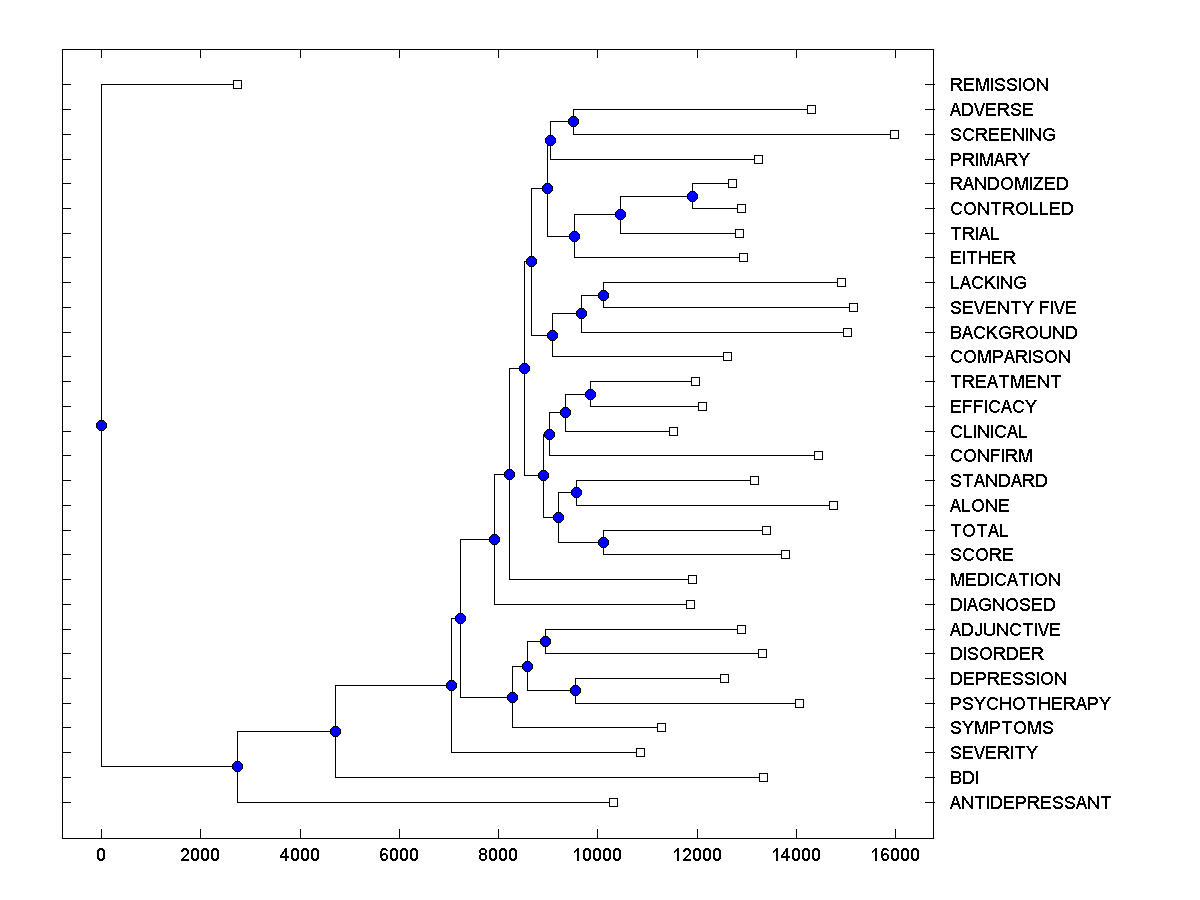 REMISSION
ADVERSE
SCREENING
PRIMARY
RANDOMIZED
CONTROLLED
TRIAL
EITHER
LACKING
SEVENTY FIVE
BACKGROUND
COMPARISON
TREATMENT
EFFICACY
CLINICAL
CONFIRM
STANDARD
ALONE
TOTAL
SCORE
MEDICATION
DIAGNOSED
ADJUNCTIVE
DISORDER
DEPRESSION
PSYCHOTHERAPY
SYMPTOMS
SEVERITY
BDI
ANTIDEPRESSANT
0 2000 4000 6000 8000 10000 12000 14000 16000